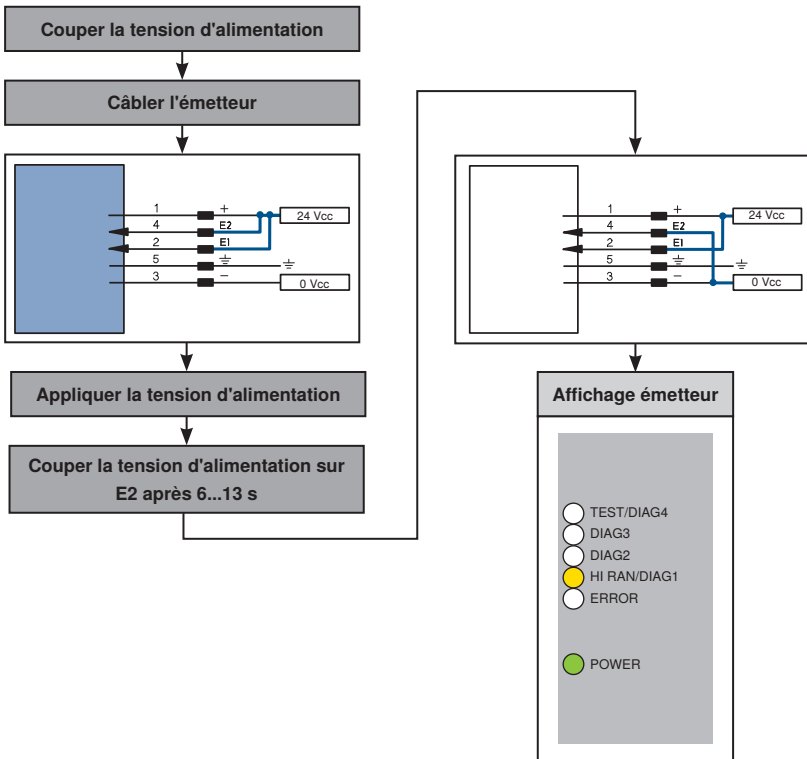 Couper la tension d'alimentation
Câbler l'émetteur
1 +
24 Vcc
4 E2
2 E1
5
3 −
0 Vcc
Appliquer la tension d'alimentation
Couper la tension d'alimentation sur
E2 après 6...13 s
1 +
24 Vcc
4 E2
2 E1
5
3 −
0 Vcc
Affichage émetteur
TEST/DIAG4
DIAG3
DIAG2
HI RAN/DIAG1
ERROR
POWER